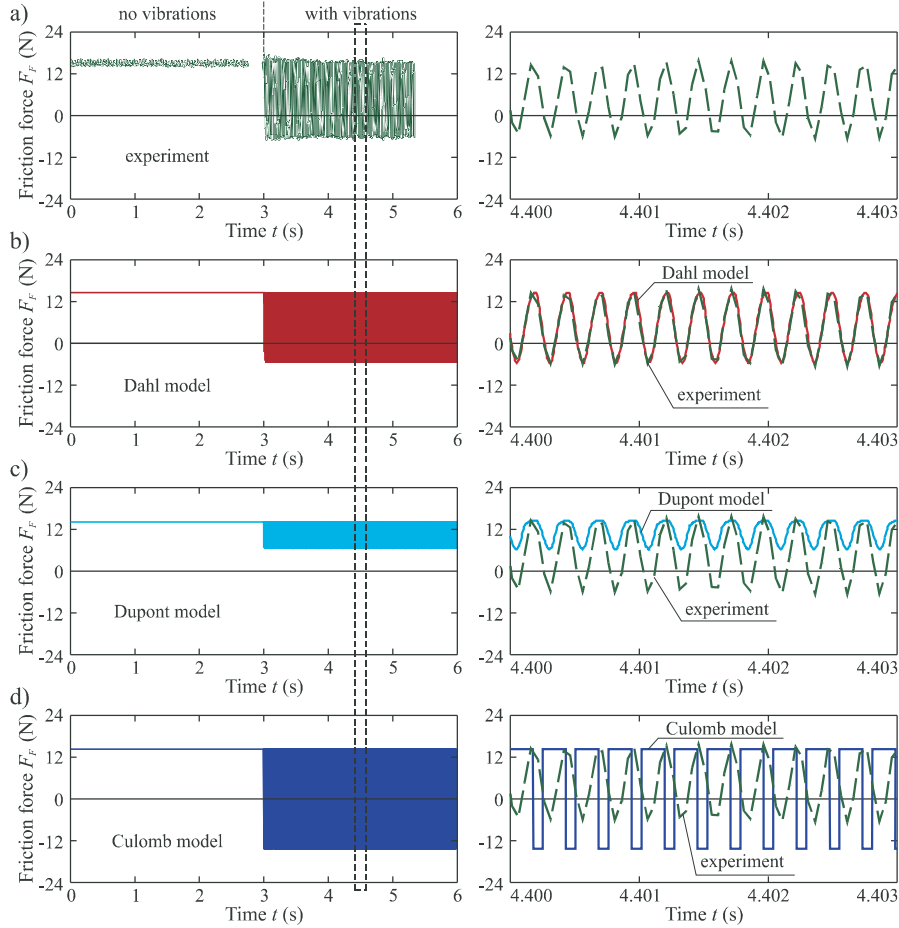 a)
no vibrations
with vibrations
Friction force F_F (N)
24
12
0
-12
-24
experiment
0 1 2 3 4 5 6
Time t (s)
4.400 4.401 4.402 4.403
Time t (s)
b)
Friction force F_F (N)
24
12
0
-12
-24
Dahl model
0 1 2 3 4 5 6
Time t (s)
24
12
0
-12
-24
Dahl model
experiment
4.400 4.401 4.402 4.403
Time t (s)
c)
Friction force F_F (N)
24
12
0
-12
-24
Dupont model
0 1 2 3 4 5 6
Time t (s)
24
12
0
-12
-24
Dupont model
experiment
4.400 4.401 4.402 4.403
Time t (s)
d)
Friction force F_F (N)
24
12
0
-12
-24
Culomb model
0 1 2 3 4 5 6
Time t (s)
24
12
0
-12
-24
Culomb model
experiment
4.400 4.401 4.402 4.403
Time t (s)